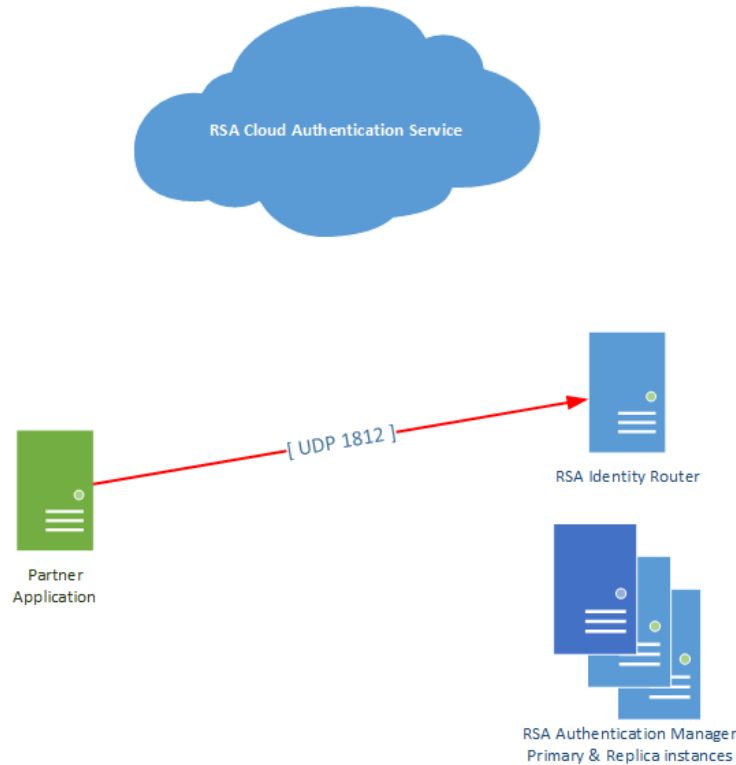 RSA Cloud Authentication Service
[ UDP 1812 ]
RSA Identity Router
Partner
Application
RSA Authentication Manager
Primary & Replica instances